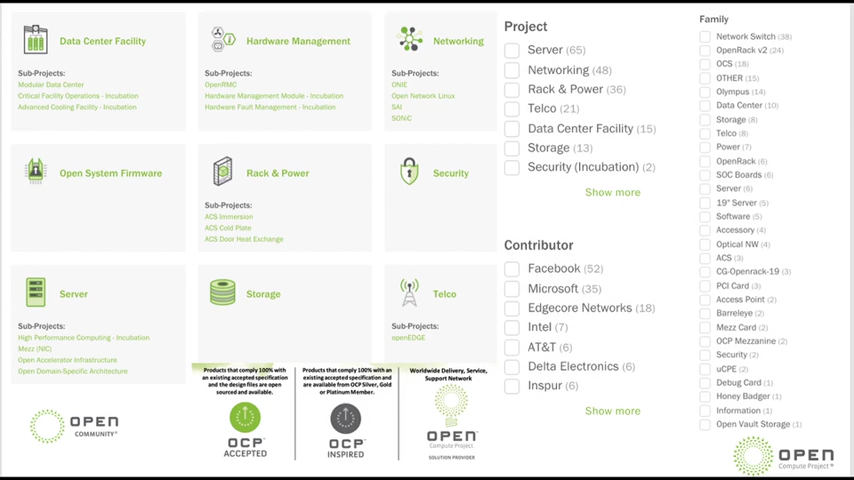 Data Center Facility
Sub-Projects:
Modular Data Center
Critical Facility Operations - Incubation
Advanced Cooling Facility - Incubation
Hardware Management
Sub-Projects:
OpenRMC
Hardware Management Module - Incubation
Hardware Fault Management - Incubation
Networking
Sub-Projects:
ONIE
Open Network Linux
SAI
SONiC
Open System Firmware
Rack & Power
Sub-Projects:
ACS Immersion
ACS Cold Plate
ACS Door Heat Exchange
Security
Server
Sub-Projects:
High Performance Computing - Incubation
Mezz (NIC)
Open Accelerator Infrastructure
Open Domain-Specific Architecture
Storage
Telco
Sub-Projects:
openEDGE
OPEN
COMMUNITY®
Products that comply 100% with
an existing accepted specification
and the design files are open
sourced and available.
OCP™
ACCEPTED
Products that comply 100% with an
existing accepted specification and
are available from OCP Silver, Gold
or Platinum Member.
OCP™
INSPIRED
Worldwide Delivery, Service,
Support Network
OPEN™
Compute Project
SOLUTION PROVIDER
Project
Server (65)
Networking (48)
Rack & Power (36)
Telco (21)
Data Center Facility (15)
Storage (13)
Security (Incubation) (2)
Show more
Contributor
Facebook (52)
Microsoft (35)
Edgecore Networks (18)
Intel (7)
AT&T (6)
Delta Electronics (6)
Inspur (6)
Show more
Family
Network Switch (38)
OpenRack v2 (24)
OCS (18)
OTHER (15)
Olympus (14)
Data Center (10)
Storage (8)
Telco (8)
Power (7)
OpenRack (6)
SOC Boards (6)
Server (6)
19" Server (5)
Software (5)
Accessory (4)
Optical NW (4)
ACS (3)
CG-Openrack-19 (3)
PCI Card (3)
Access Point (2)
Barreleye (2)
Mezz Card (2)
OCP Mezzanine (2)
Security (2)
uCPE (2)
Debug Card (1)
Honey Badger (1)
Information (1)
Open Vault Storage (1)
OPEN
Compute Project®